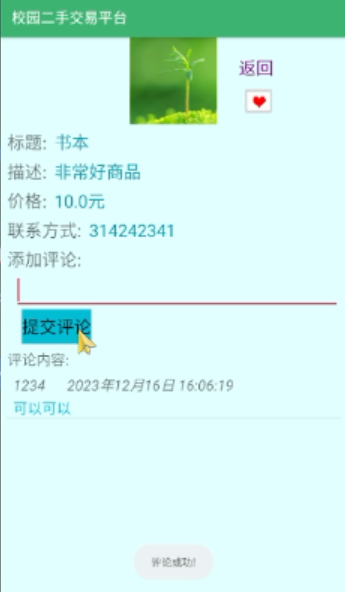 校园二手交易平台
返回
标题: 书本
描述: 非常好商品
价格: 10.0元
联系方式: 314242341
添加评论:
提交评论
评论内容:
1234 2023年12月16日 16:06:19
可以可以
评论成功!